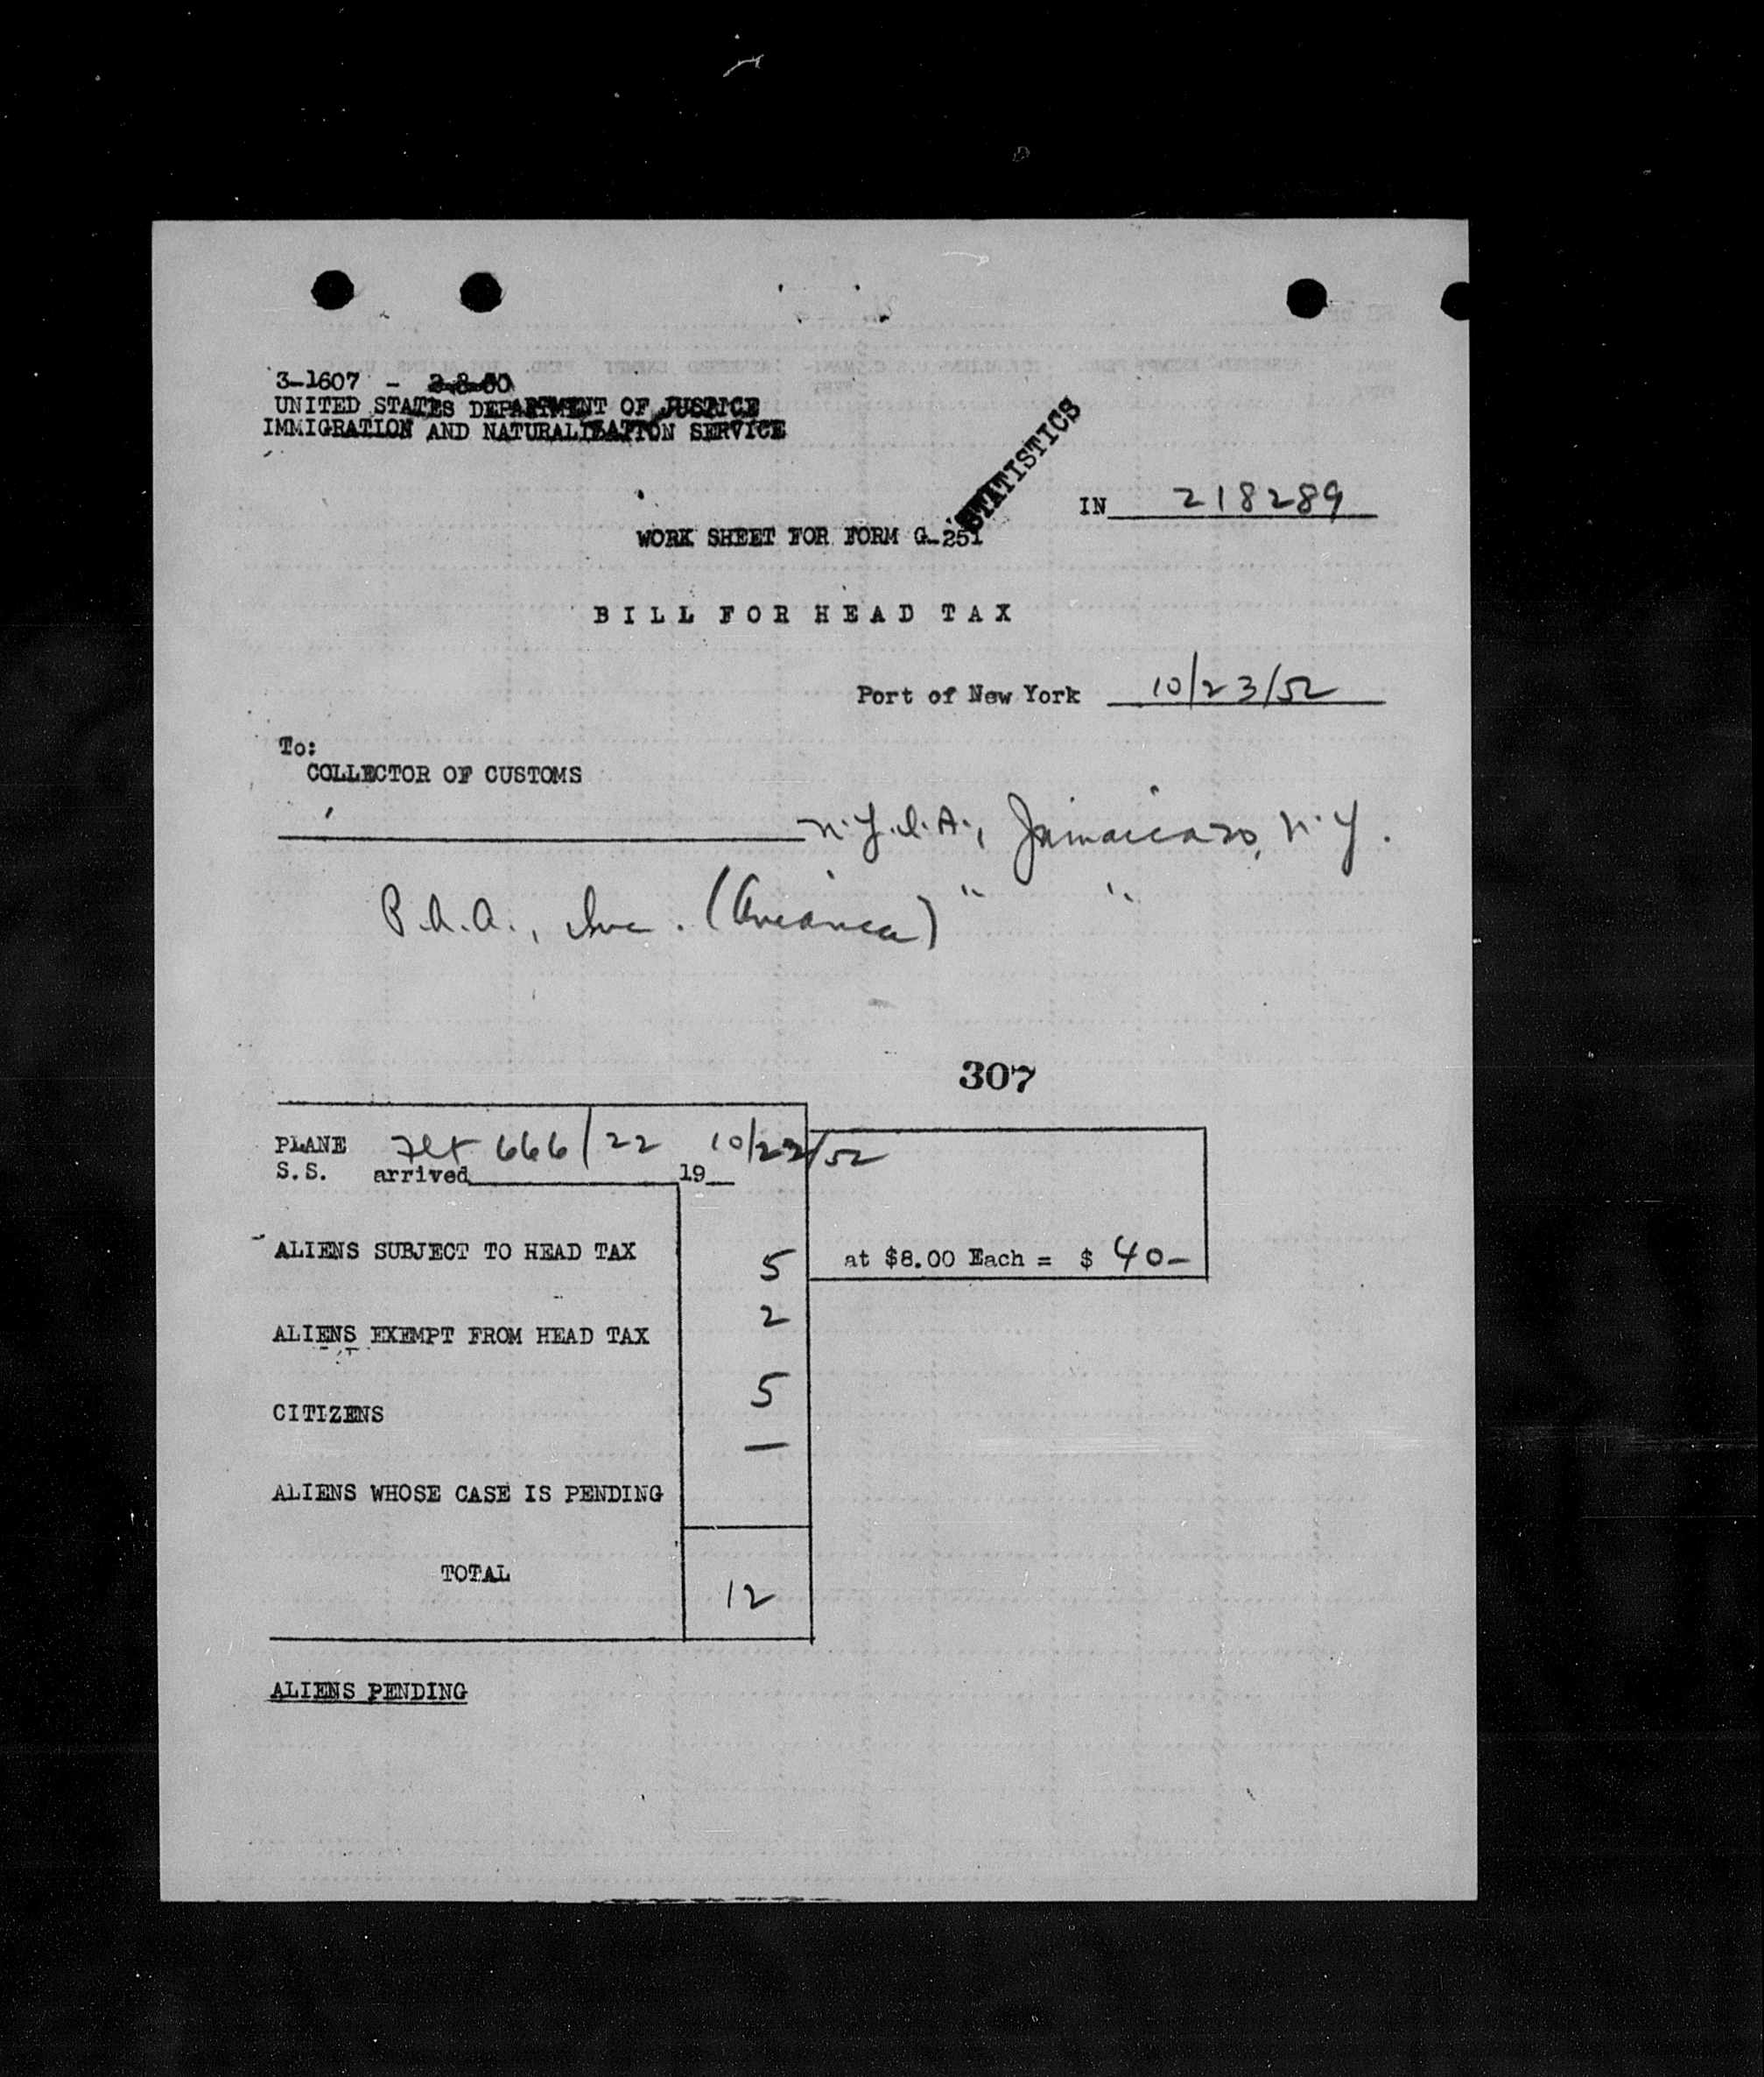 3-1607 - 2-8-50
UNITED STATES DEPARTMENT OF JUSTICE
IMMIGRATION AND NATURALIZATION SERVICE
STATISTICS
IN 218289
WORK SHEET FOR FORM G-251
BILL FOR HEAD TAX
Port of New York 10/23/52
To:
COLLECTOR OF CUSTOMS
N.Y.I.A., Jamaica 30, N.Y.
P.A.A., Inc. (Avianca) " "
307
PLANE Flt 666/22 10/22/52
S.S. arrived 19
ALIENS SUBJECT TO HEAD TAX 5 at $8.00 Each = $ 40-
ALIENS EXEMPT FROM HEAD TAX 2
CITIZENS 5
ALIENS WHOSE CASE IS PENDING —
TOTAL 12
ALIENS PENDING